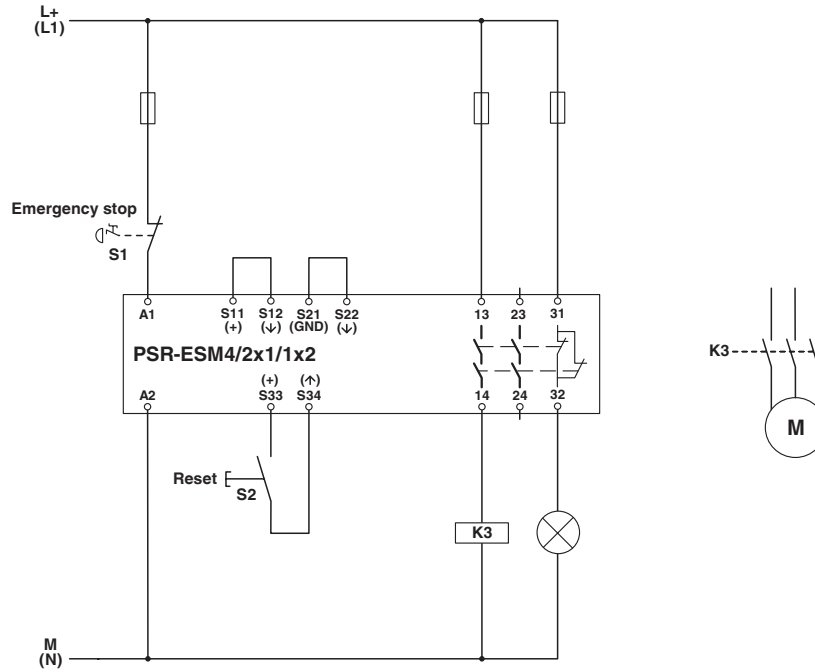 L+
(L1)
Emergency stop
S1
A1
S11
(+)
S12
(↓)
S21
(GND)
S22
(↓)
13
23
31
PSR-ESM4/2x1/1x2
A2
(+)
S33
(↑)
S34
14
24
32
K3
M
Reset
S2
K3
M
(N)